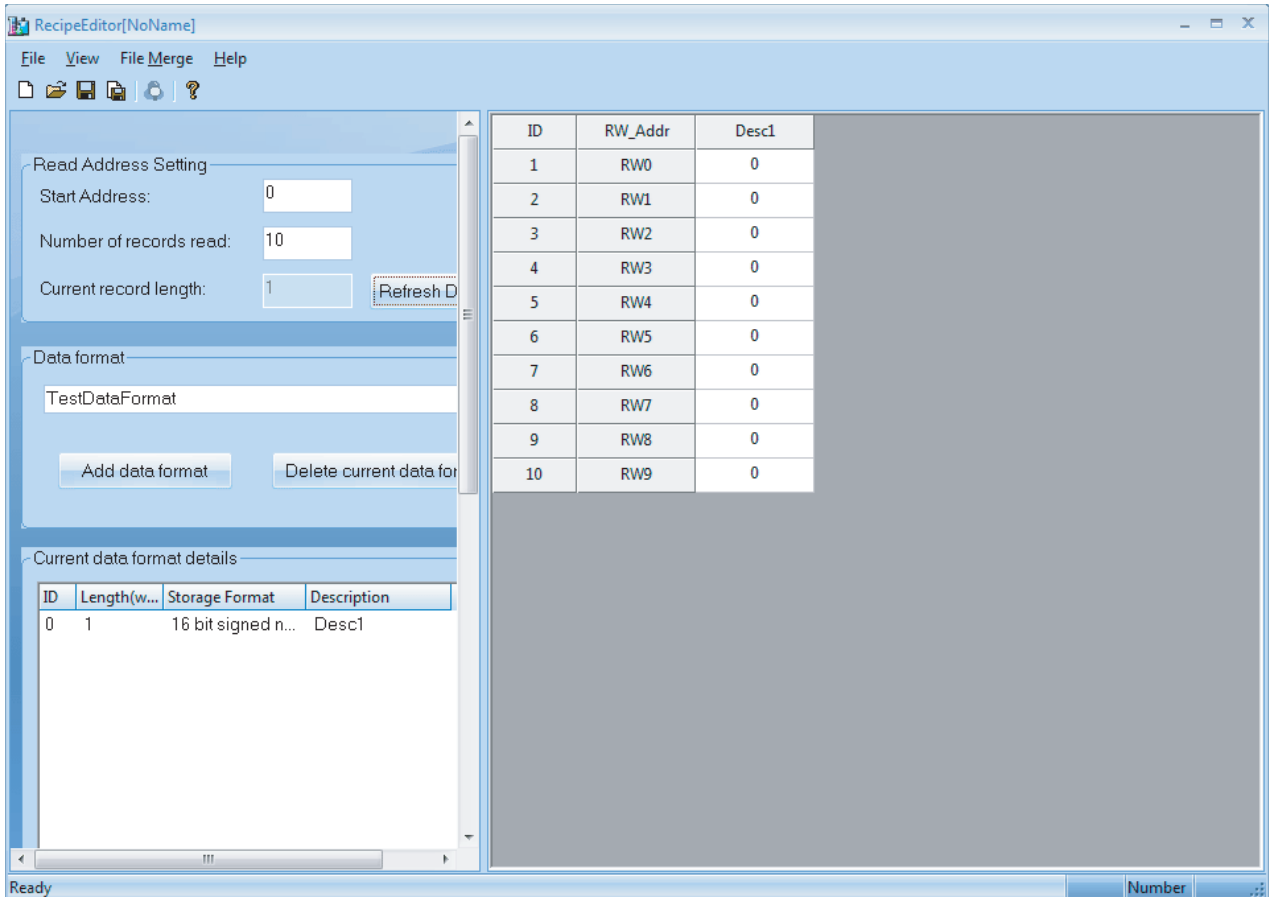 RecipeEditor[NoName]
File View File Merge Help
Read Address Setting
Start Address: 0
Number of records read: 10
Current record length: 1 Refresh D
Data format
TestDataFormat
Add data format Delete current data for
Current data format details
ID Length(w... Storage Format Description
0 1 16 bit signed n... Desc1
ID RW_Addr Desc1
1 RW0 0
2 RW1 0
3 RW2 0
4 RW3 0
5 RW4 0
6 RW5 0
7 RW6 0
8 RW7 0
9 RW8 0
10 RW9 0
Ready Number